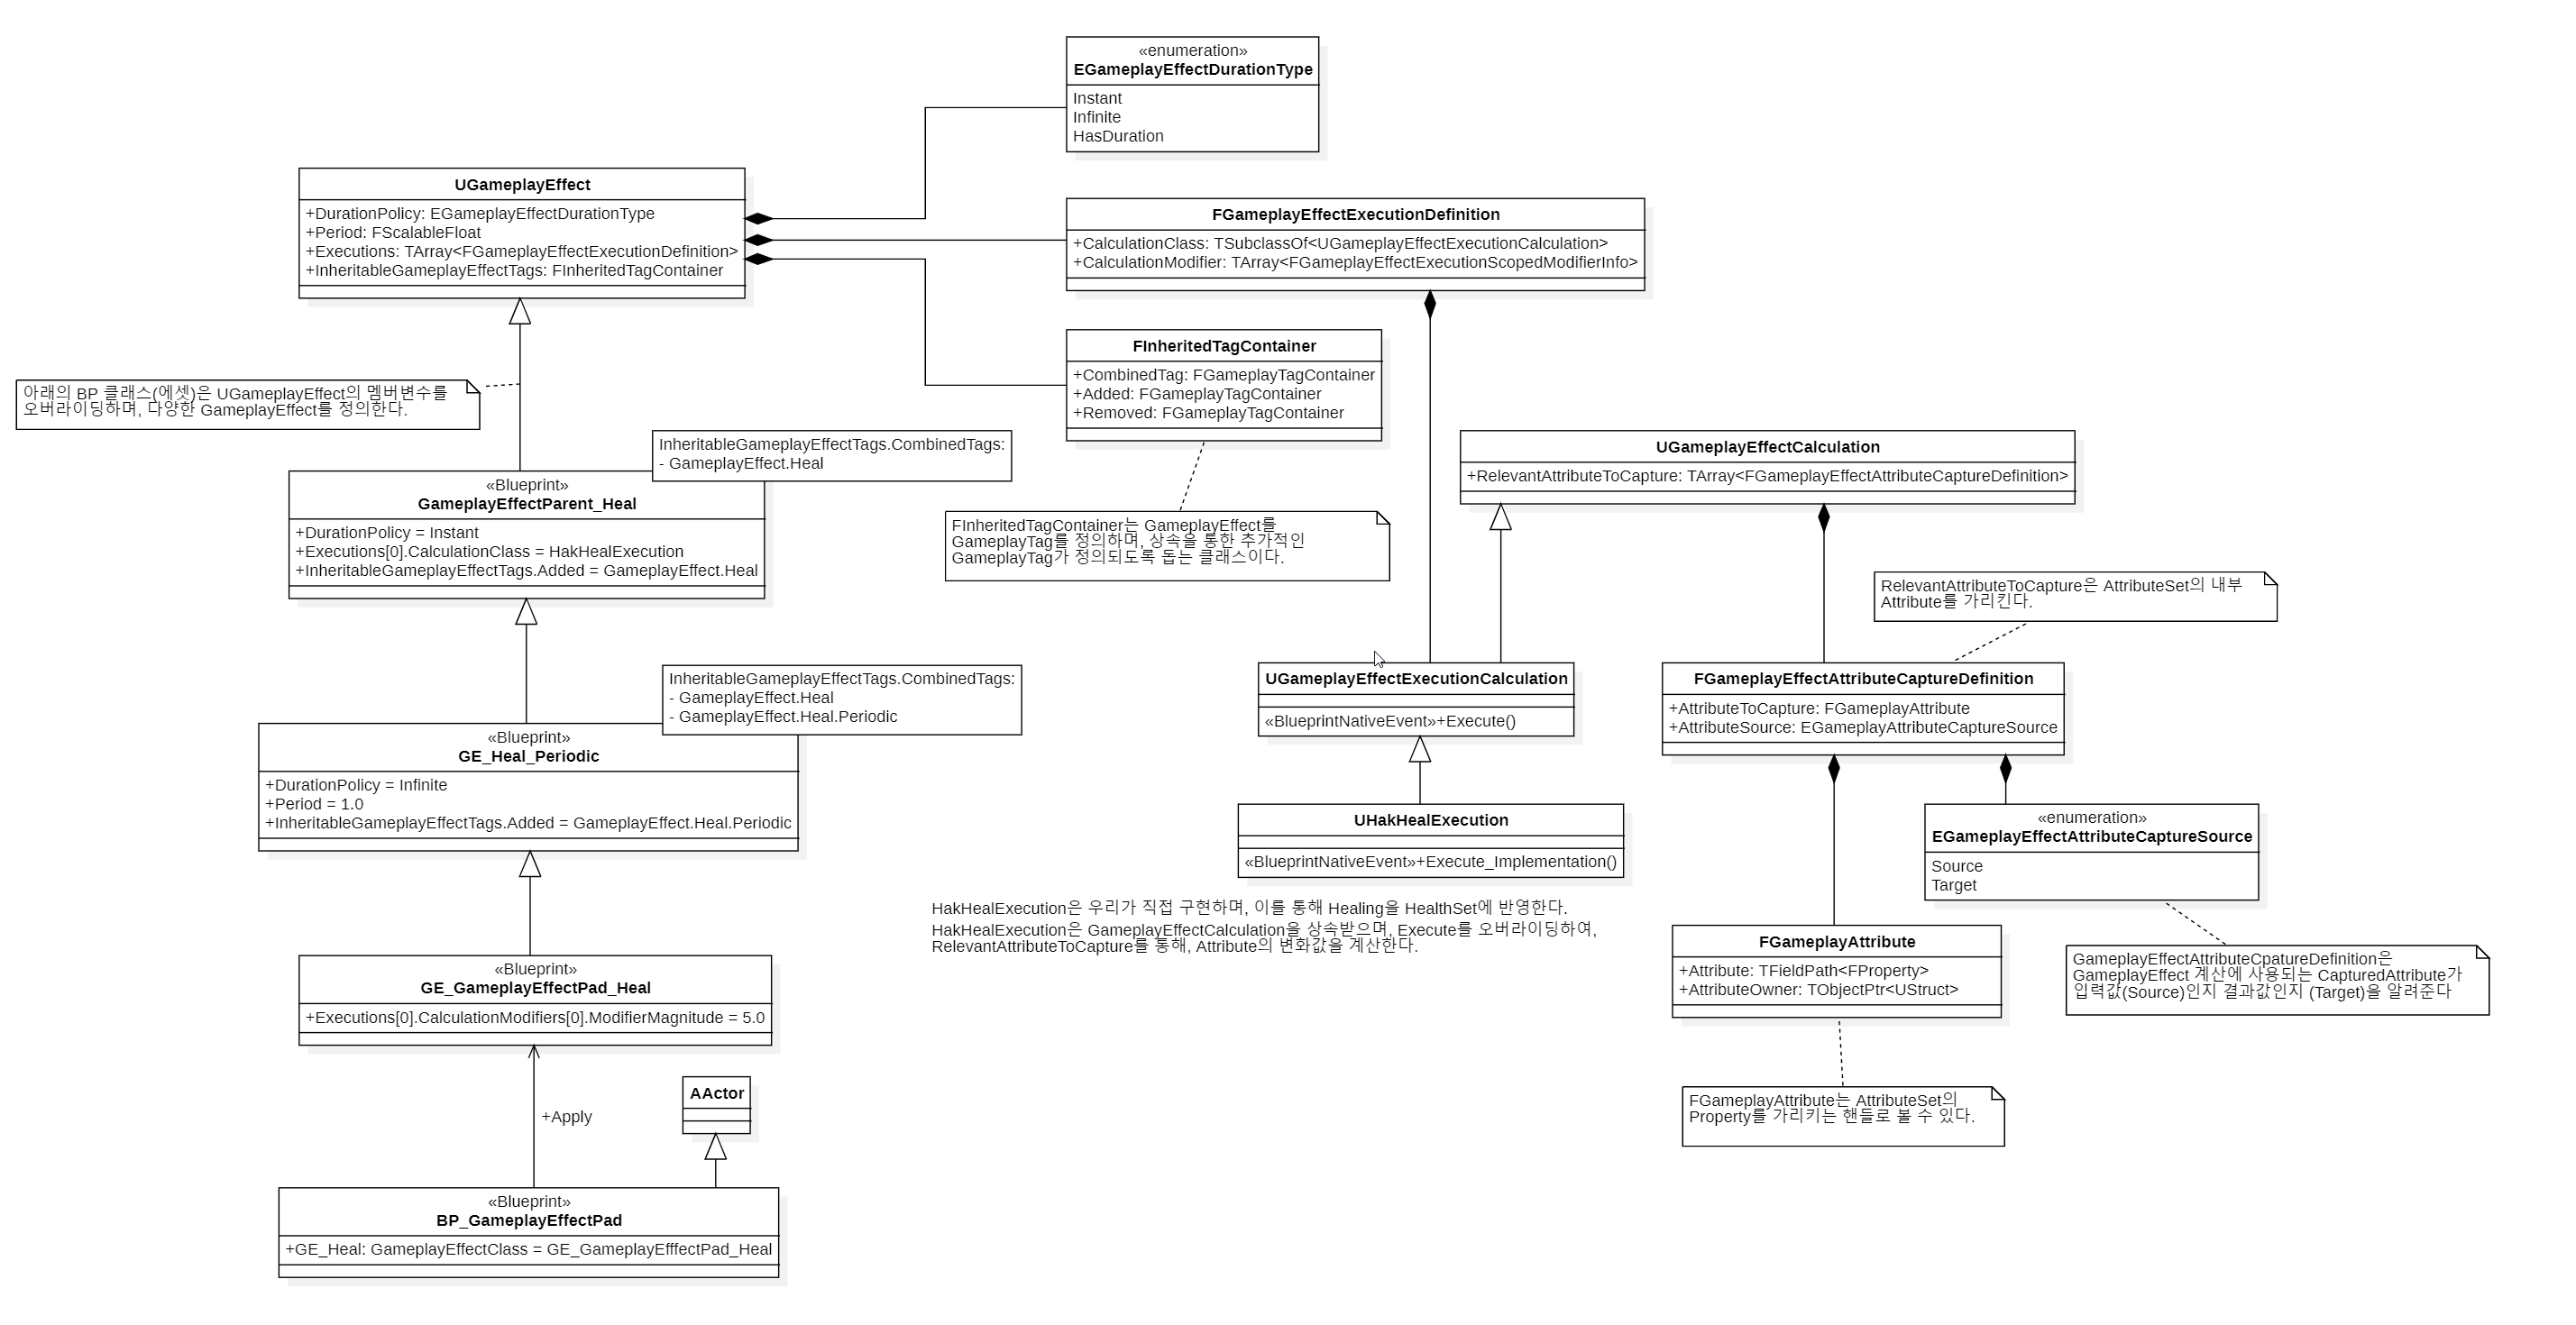 «enumeration»
EGameplayEffectDurationType
Instant
Infinite
HasDuration
UGameplayEffect
+DurationPolicy: EGameplayEffectDurationType
+Period: FScalableFloat
+Executions: TArray<FGameplayEffectExecutionDefinition>
+InheritableGameplayEffectTags: FInheritedTagContainer
FGameplayEffectExecutionDefinition
+CalculationClass: TSubclassOf<UGameplayEffectExecutionCalculation>
+CalculationModifier: TArray<FGameplayEffectExecutionScopedModifierInfo>
FInheritedTagContainer
+CombinedTag: FGameplayTagContainer
+Added: FGameplayTagContainer
+Removed: FGameplayTagContainer
아래의 BP 클래스(에셋)은 UGameplayEffect의 멤버변수를
오버라이딩하며, 다양한 GameplayEffect를 정의한다.
InheritableGameplayEffectTags.CombinedTags:
- GameplayEffect.Heal
«Blueprint»
GameplayEffectParent_Heal
+DurationPolicy = Instant
+Executions[0].CalculationClass = HakHealExecution
+InheritableGameplayEffectTags.Added = GameplayEffect.Heal
FInheritedTagContainer는 GameplayEffect를
GameplayTag를 정의하며, 상속을 통한 추가적인
GameplayTag가 정의되도록 돕는 클래스이다.
UGameplayEffectCalculation
+RelevantAttributeToCapture: TArray<FGameplayEffectAttributeCaptureDefinition>
RelevantAttributeToCapture은 AttributeSet의 내부
Attribute를 가리킨다.
InheritableGameplayEffectTags.CombinedTags:
- GameplayEffect.Heal
- GameplayEffect.Heal.Periodic
«Blueprint»
GE_Heal_Periodic
+DurationPolicy = Infinite
+Period = 1.0
+InheritableGameplayEffectTags.Added = GameplayEffect.Heal.Periodic
UGameplayEffectExecutionCalculation
«BlueprintNativeEvent»+Execute()
FGameplayEffectAttributeCaptureDefinition
+AttributeToCapture: FGameplayAttribute
+AttributeSource: EGameplayAttributeCaptureSource
UHakHealExecution
«BlueprintNativeEvent»+Execute_Implementation()
«enumeration»
EGameplayEffectAttributeCaptureSource
Source
Target
HakHealExecution은 우리가 직접 구현하며, 이를 통해 Healing을 HealthSet에 반영한다.
HakHealExecution은 GameplayEffectCalculation을 상속받으며, Execute를 오버라이딩하여,
RelevantAttributeToCapture를 통해, Attribute의 변화값을 계산한다.
FGameplayAttribute
+Attribute: TFieldPath<FProperty>
+AttributeOwner: TObjectPtr<UStruct>
GameplayEffectAttributeCpatureDefinition은
GameplayEffect 계산에 사용되는 CapturedAttribute가
입력값(Source)인지 결과값인지 (Target)을 알려준다
«Blueprint»
GE_GameplayEffectPad_Heal
+Executions[0].CalculationModifiers[0].ModifierMagnitude = 5.0
+Apply
AActor
FGameplayAttribute는 AttributeSet의
Property를 가리키는 핸들로 볼 수 있다.
«Blueprint»
BP_GameplayEffectPad
+GE_Heal: GameplayEffectClass = GE_GameplayEfffectPad_Heal